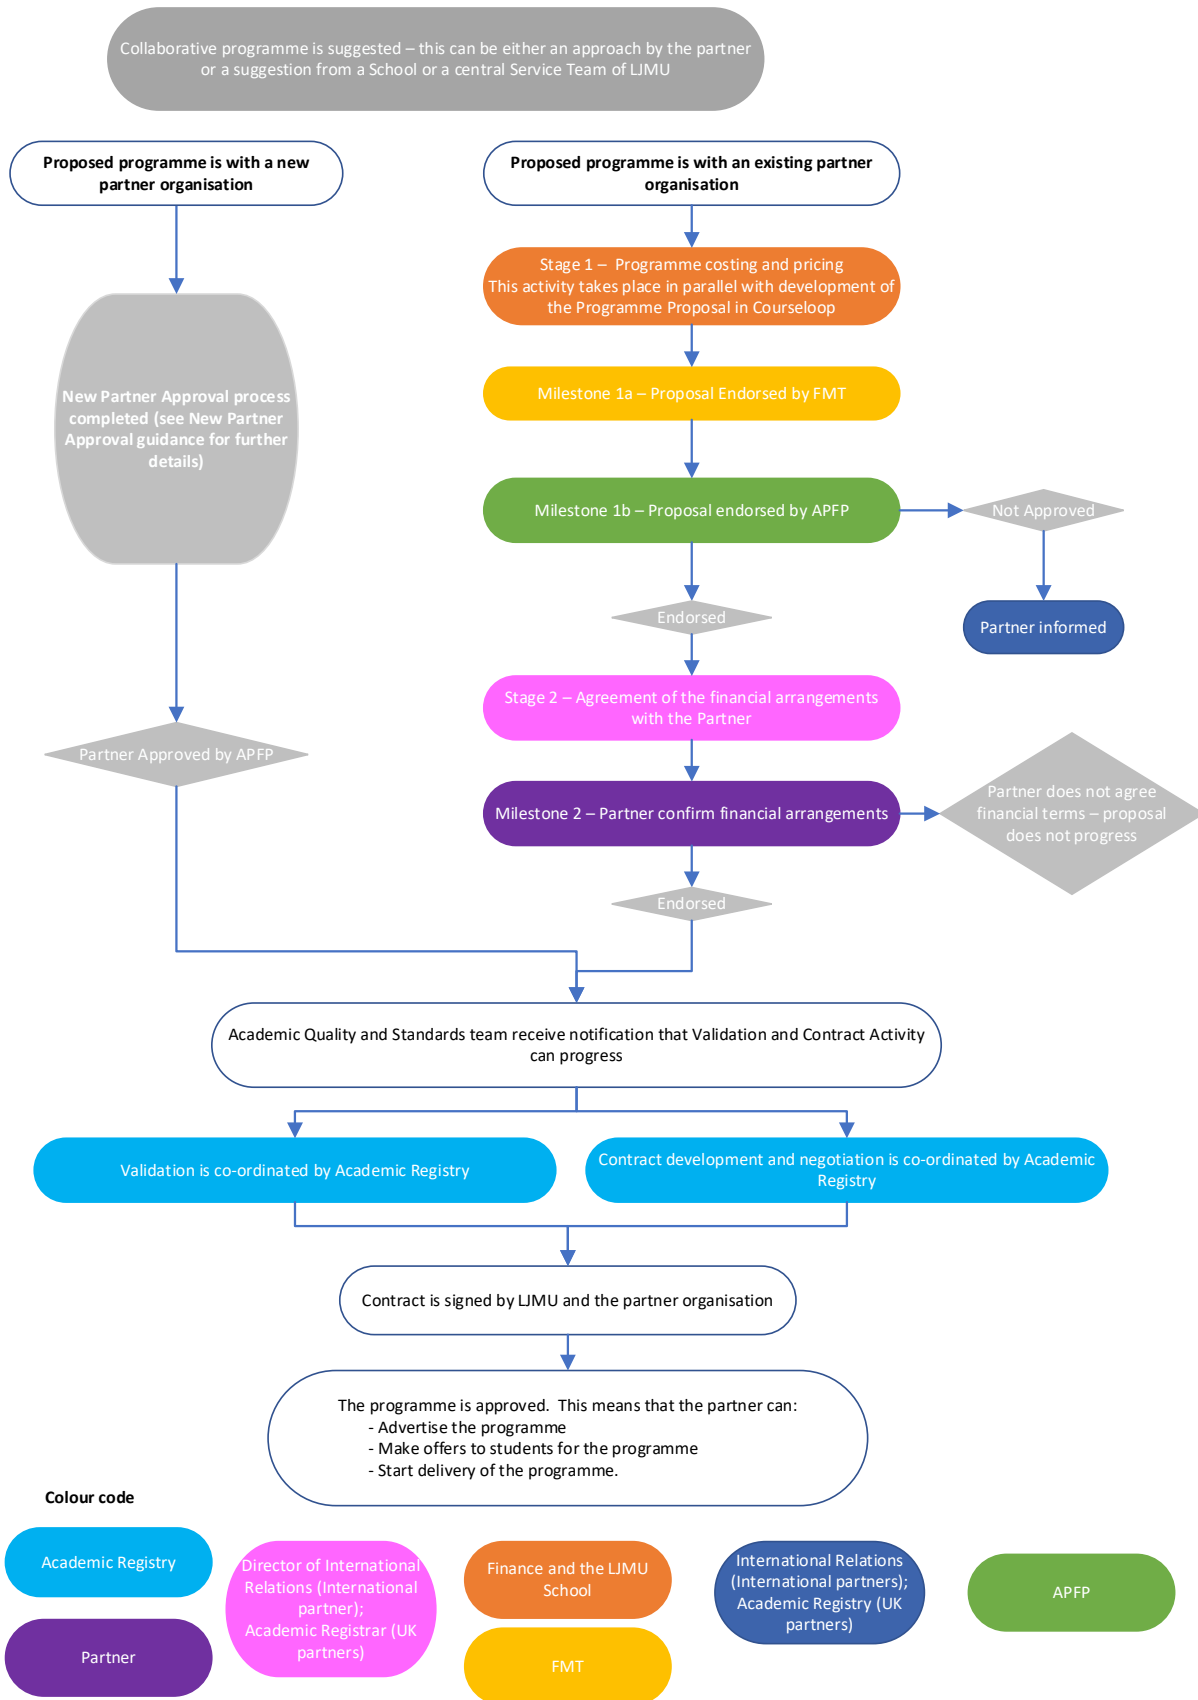 Collaborative programme is suggested – this can be either an approach by the partner
or a suggestion from a School or a central Service Team of LJMU
Proposed programme is with a new
partner organisation
Proposed programme is with an existing partner
organisation
Stage 1 – Programme costing and pricing
This activity takes place in parallel with development of
the Programme Proposal in Courseloop
New Partner Approval process
completed (see New Partner
Approval guidance for further
details)
Milestone 1a – Proposal Endorsed by FMT
Milestone 1b – Proposal endorsed by APFP
Not Approved
Endorsed
Partner informed
Stage 2 – Agreement of the financial arrangements
with the Partner
Partner Approved by APFP
Milestone 2 – Partner confirm financial arrangements
Partner does not agree
financial terms – proposal
does not progress
Endorsed
Academic Quality and Standards team receive notification that Validation and Contract Activity
can progress
Validation is co-ordinated by Academic Registry
Contract development and negotiation is co-ordinated by Academic
Registry
Contract is signed by LJMU and the partner organisation
The programme is approved. This means that the partner can:
- Advertise the programme
- Make offers to students for the programme
- Start delivery of the programme.
Colour code
Academic Registry
Director of International
Relations (International
partner);
Academic Registrar (UK
partners)
Finance and the LJMU
School
International Relations
(International partners);
Academic Registry (UK
partners)
APFP
Partner
FMT